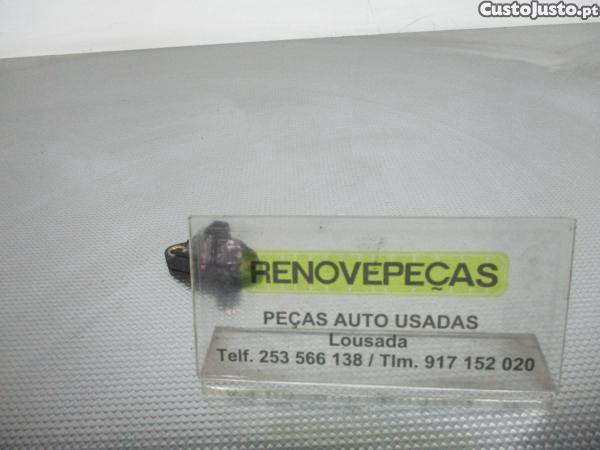 CustoJusto.pt
RENOVEPEÇAS
PEÇAS AUTO USADAS
Lousada
Telf. 253 566 138 / Tlm. 917 152 020